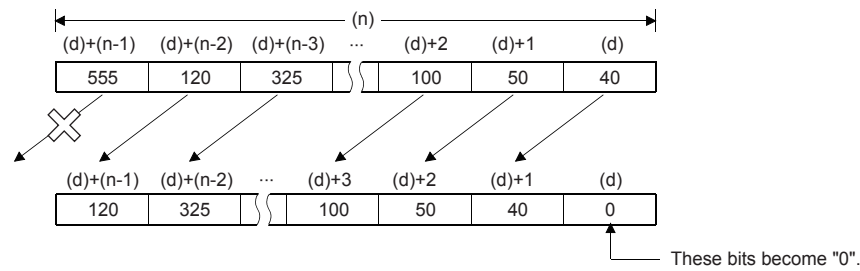 (n)
(d)+(n-1) (d)+(n-2) (d)+(n-3) ... (d)+2 (d)+1 (d)
555 120 325 100 50 40
(d)+(n-1) (d)+(n-2) ... (d)+3 (d)+2 (d)+1 (d)
120 325 100 50 40 0
These bits become "0".